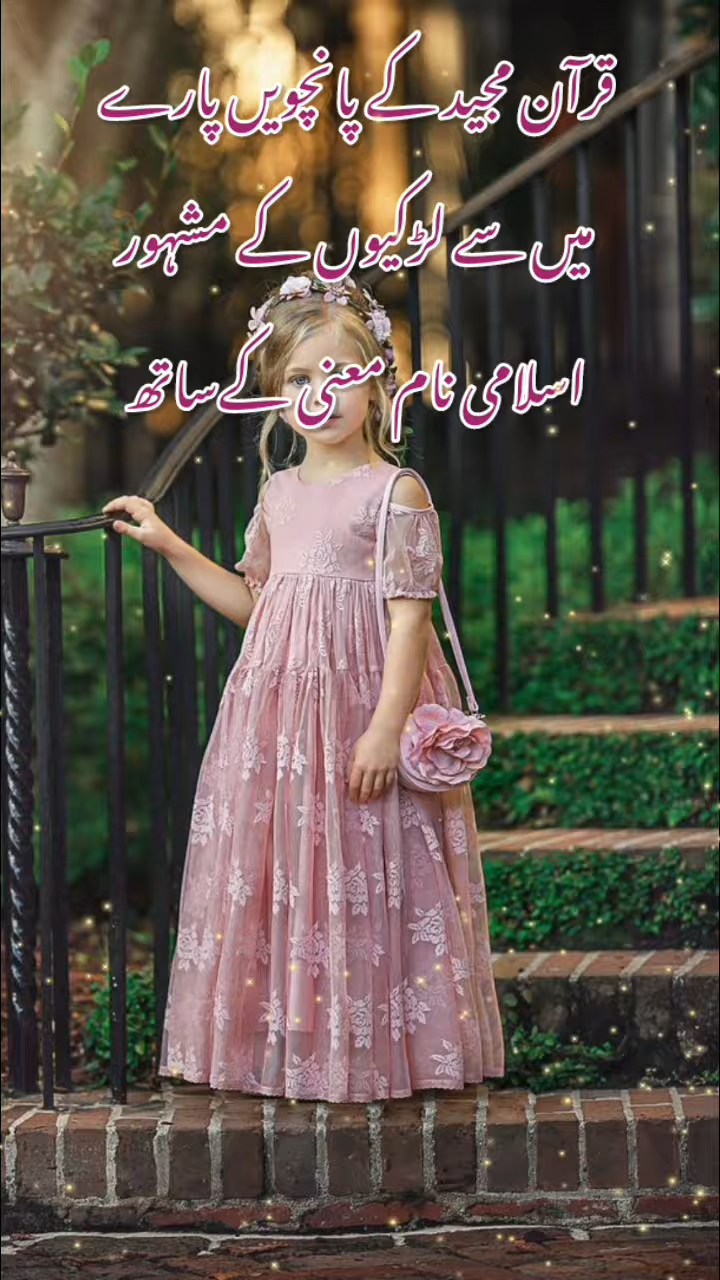 قرآن مجید کے پانچویں پارے
میں سے لڑکیوں کے مشہور
اسلامی نام معنی کے ساتھ